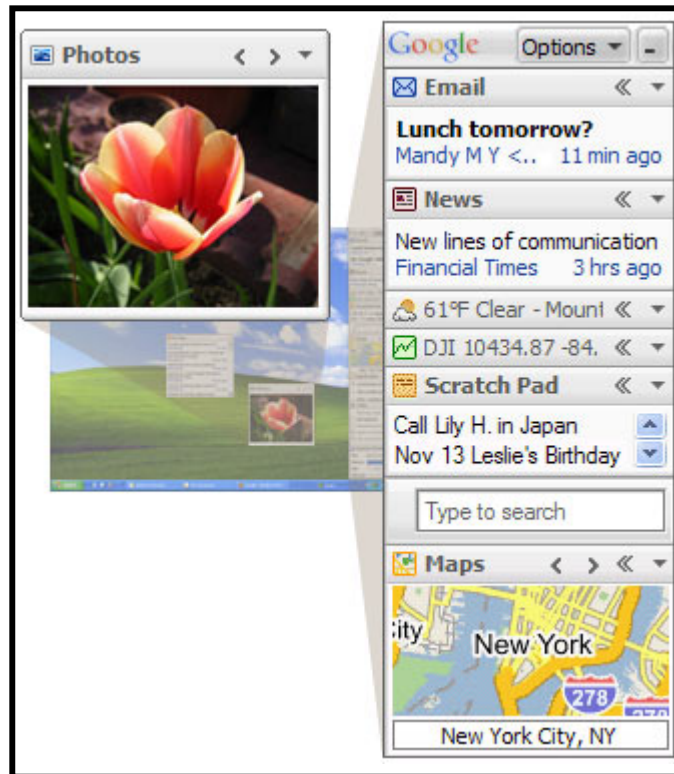 Photos
Google Options
Email
Lunch tomorrow?
Mandy M Y <.. 11 min ago
News
New lines of communication
Financial Times 3 hrs ago
61°F Clear - Mount
DJI 10434.87 -84.
Scratch Pad
Call Lily H. in Japan
Nov 13 Leslie's Birthday
Type to search
Maps
City
New York
278
New York City, NY